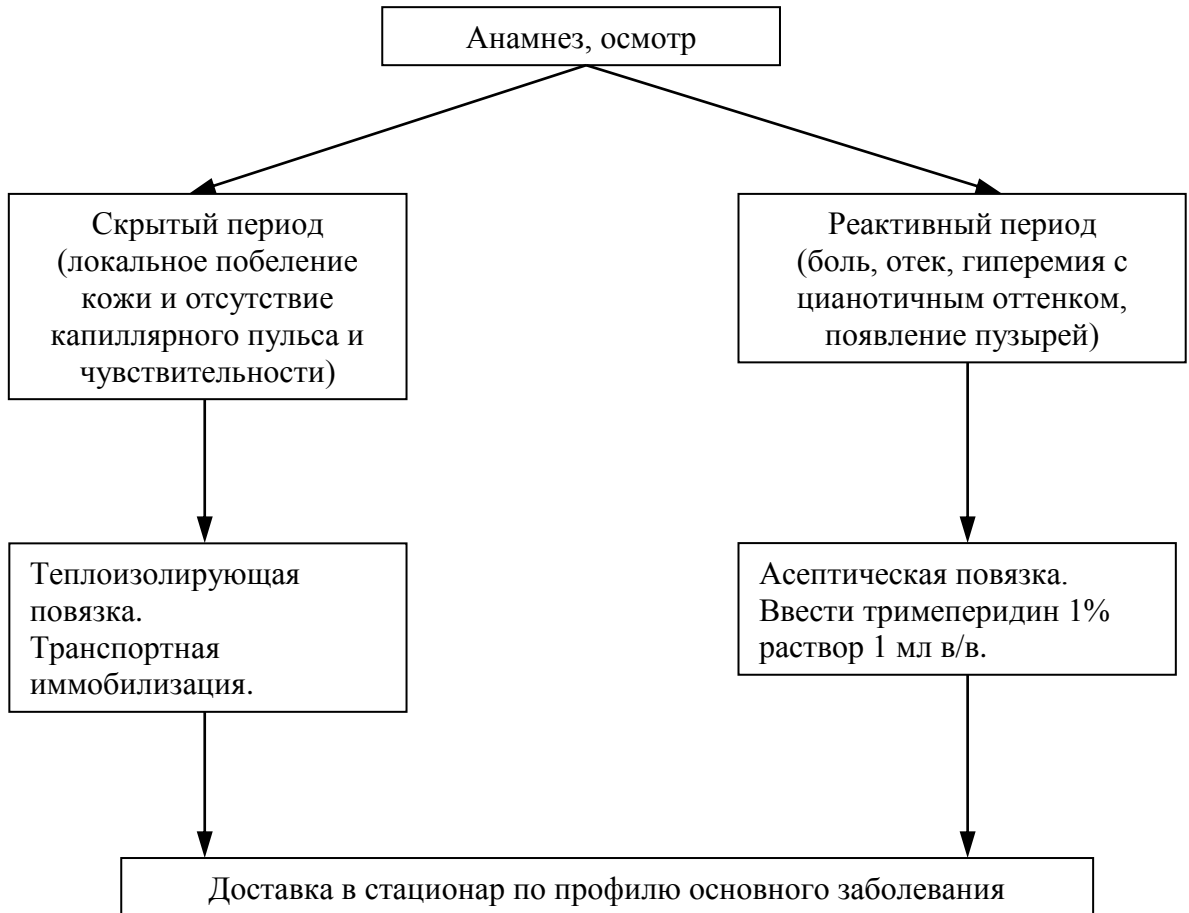 Анамнез, осмотр
Скрытый период
(локальное побеление
кожи и отсутствие
капиллярного пульса и
чувствительности)
Реактивный период
(боль, отек, гиперемия с
цианотичным оттенком,
появление пузырей)
Теплоизолирующая
повязка.
Транспортная
иммобилизация.
Асептическая повязка.
Ввести тримеперидин 1%
раствор 1 мл в/в.
Доставка в стационар по профилю основного заболевания